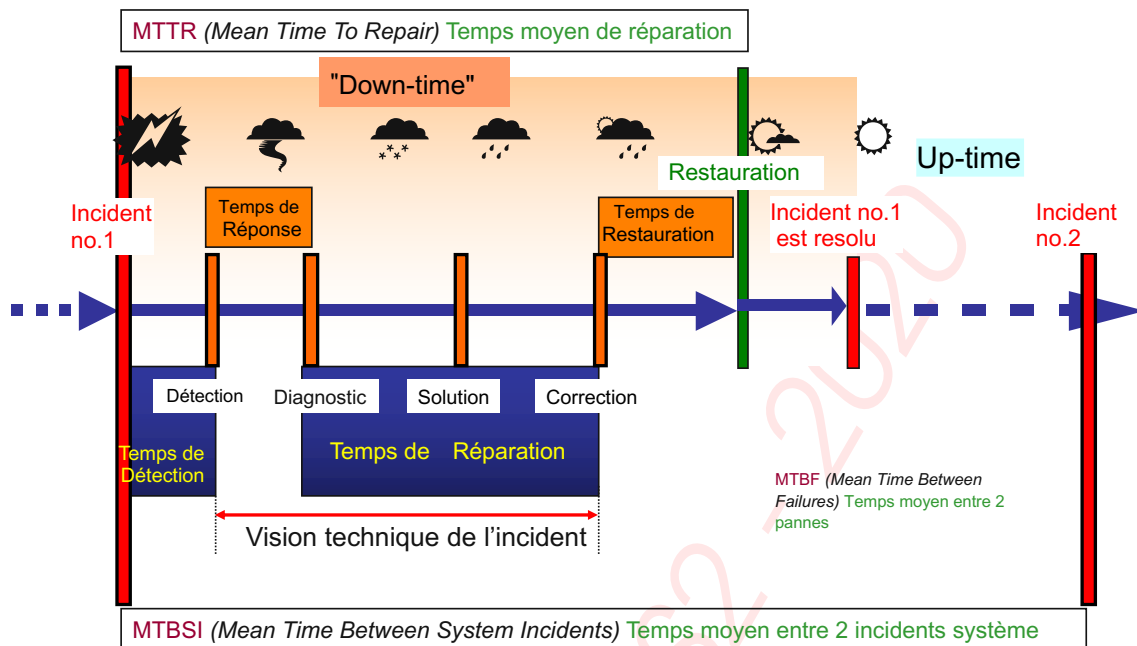 MTTR (Mean Time To Repair) Temps moyen de réparation
"Down-time"
Up-time
Restauration
Incident
no.1
Temps de
Réponse
Temps de
Restauration
Incident no.1
est resolu
Incident
no.2
Détection
Diagnostic
Solution
Correction
Temps de
Détection
Temps de Réparation
Vision technique de l'incident
MTBF (Mean Time Between
Failures) Temps moyen entre 2
pannes
MTBSI (Mean Time Between System Incidents) Temps moyen entre 2 incidents système